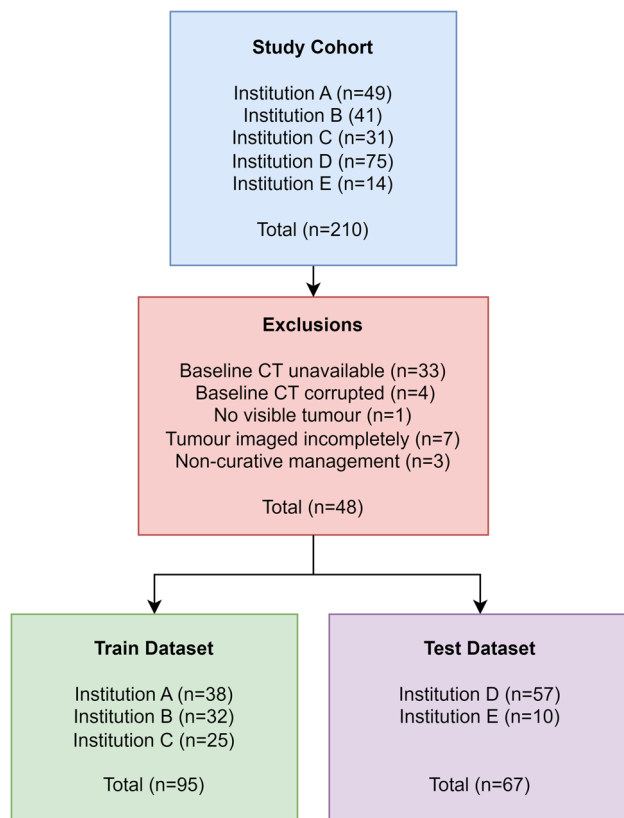 Study Cohort
Institution A (n=49)
Institution B (41)
Institution C (n=31)
Institution D (n=75)
Institution E (n=14)
Total (n=210)
Exclusions
Baseline CT unavailable (n=33)
Baseline CT corrupted (n=4)
No visible tumour (n=1)
Tumour imaged incompletely (n=7)
Non-curative management (n=3)
Total (n=48)
Train Dataset
Institution A (n=38)
Institution B (n=32)
Institution C (n=25)
Total (n=95)
Test Dataset
Institution D (n=57)
Institution E (n=10)
Total (n=67)